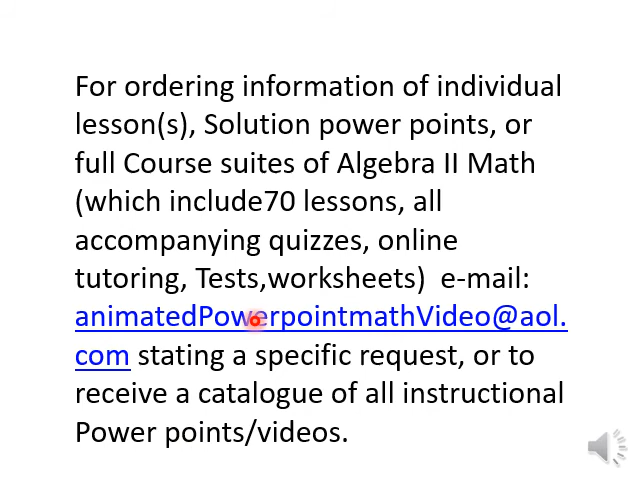 For ordering information of individual
lesson(s), Solution power points, or
full Course suites of Algebra II Math
(which include70 lessons, all
accompanying quizzes, online
tutoring, Tests,worksheets)  e-mail:
animatedPowerpointmathVideo@aol.
com stating a specific request, or to
receive a catalogue of all instructional
Power points/videos.